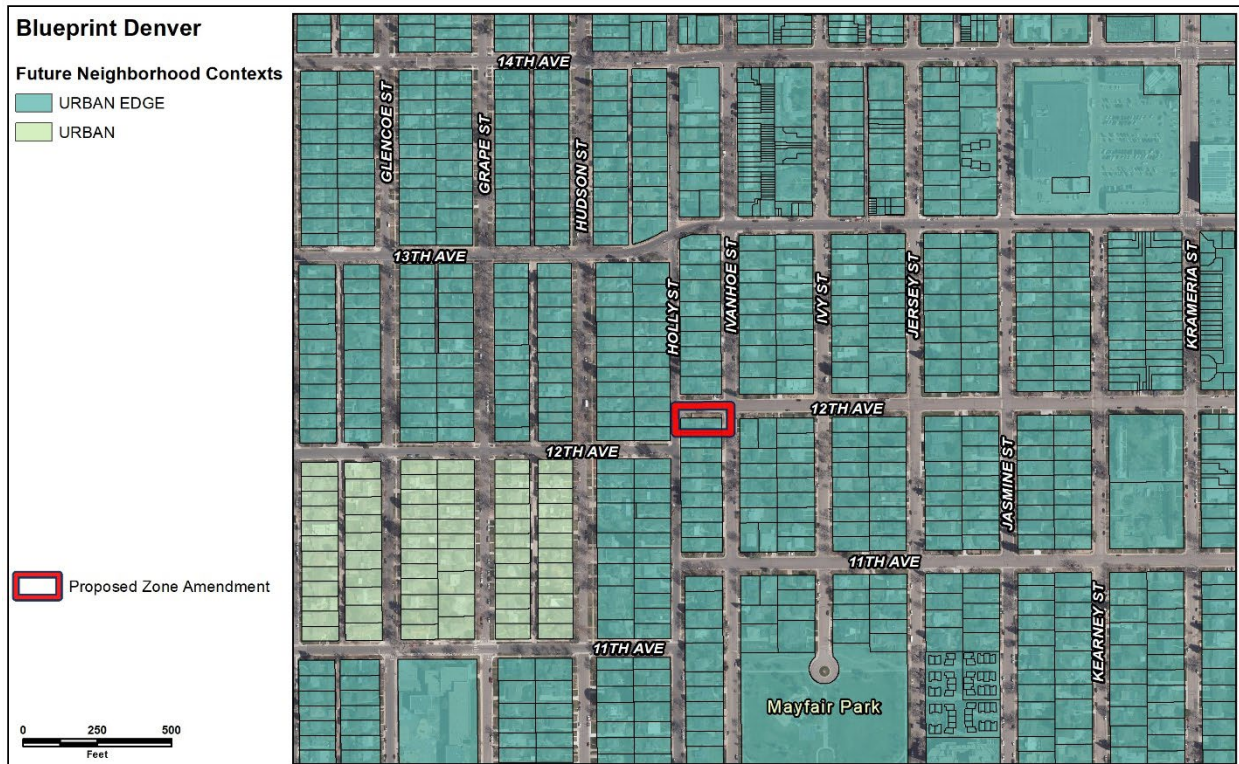 Blueprint Denver
Future Neighborhood Contexts
URBAN EDGE
URBAN
Proposed Zone Amendment
0 250 500
Feet
14TH AVE
GLENCOE ST
GRAPE ST
HUDSON ST
13TH AVE
HOLLY ST
IVANHOE ST
IVY ST
JERSEY ST
KRAMERIA ST
12TH AVE
12TH AVE
JASMINE ST
11TH AVE
11TH AVE
KEARNEY ST
Mayfair Park